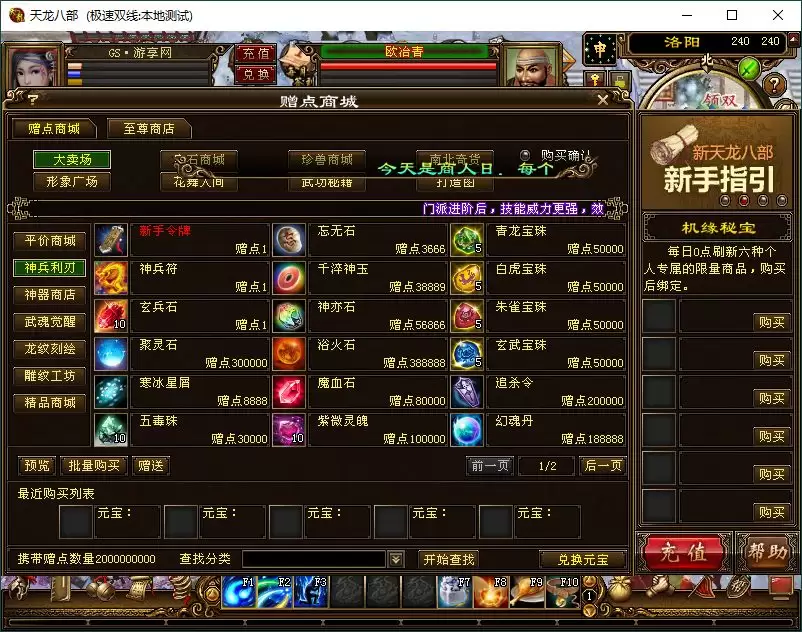 天龙八部 (极速双线:本地测试)
GS·游享网
充值
兑换
欧冶青
申
洛阳 240 240
北
领双
?
赠点商城
赠点商城 至尊商店
大卖场
珍兽商城
南北奇货
购买确认
形象广场
花舞人间
武功秘籍
打造图
今天是商人日，每个
门派进阶后，技能威力更强，效
平价商城
神兵利刃
神器商店
武魂觉醒
龙纹刻绘
雕纹工坊
精品商城
新手令牌
赠点1
忘无石
赠点3666
青龙宝珠
5
赠点50000
神兵符
赠点1
千淬神玉
赠点38889
白虎宝珠
5
赠点50000
玄兵石
10
赠点1
神亦石
赠点56866
朱雀宝珠
5
赠点50000
聚灵石
赠点300000
浴火石
赠点388888
玄武宝珠
5
赠点50000
寒冰星屑
赠点8888
魔血石
赠点80000
追杀令
赠点200000
五毒珠
10
赠点30000
紫微灵魄
10
赠点100000
幻魂丹
赠点188888
预览 批量购买 赠送
前一页 1/2 后一页
最近购买列表
元宝： 元宝： 元宝： 元宝： 元宝：
携带赠点数量2000000000 查找分类 开始查找 兑换元宝
新天龙八部
新手指引
机缘秘宝
每日0点刷新六种个
人专属的限量商品，购买
后绑定。
购买
购买
购买
购买
购买
购买
充值 帮助
F1 F2 F3 F7 F8 F9 F10 1